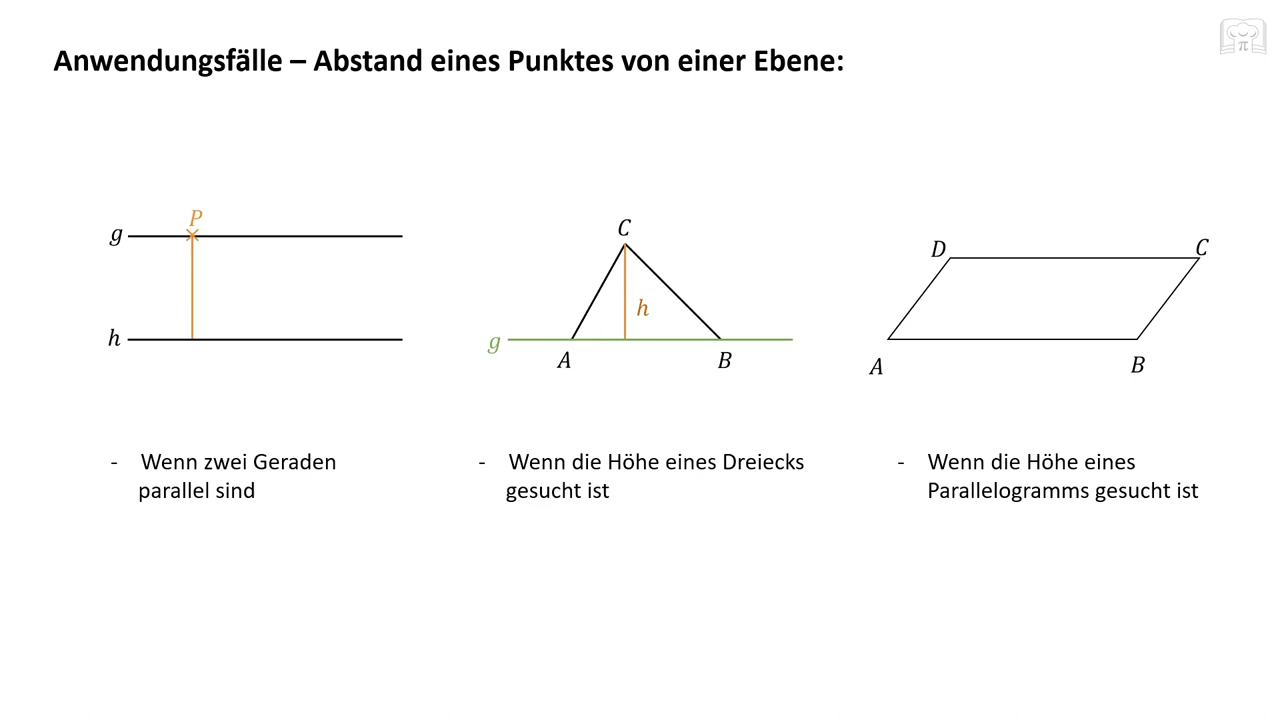 Anwendungsfälle – Abstand eines Punktes von einer Ebene:
π
P
g
h
C
h
g
A
B
D
C
A
B
- Wenn zwei Geraden
parallel sind
- Wenn die Höhe eines Dreiecks
gesucht ist
- Wenn die Höhe eines
Parallelogramms gesucht ist